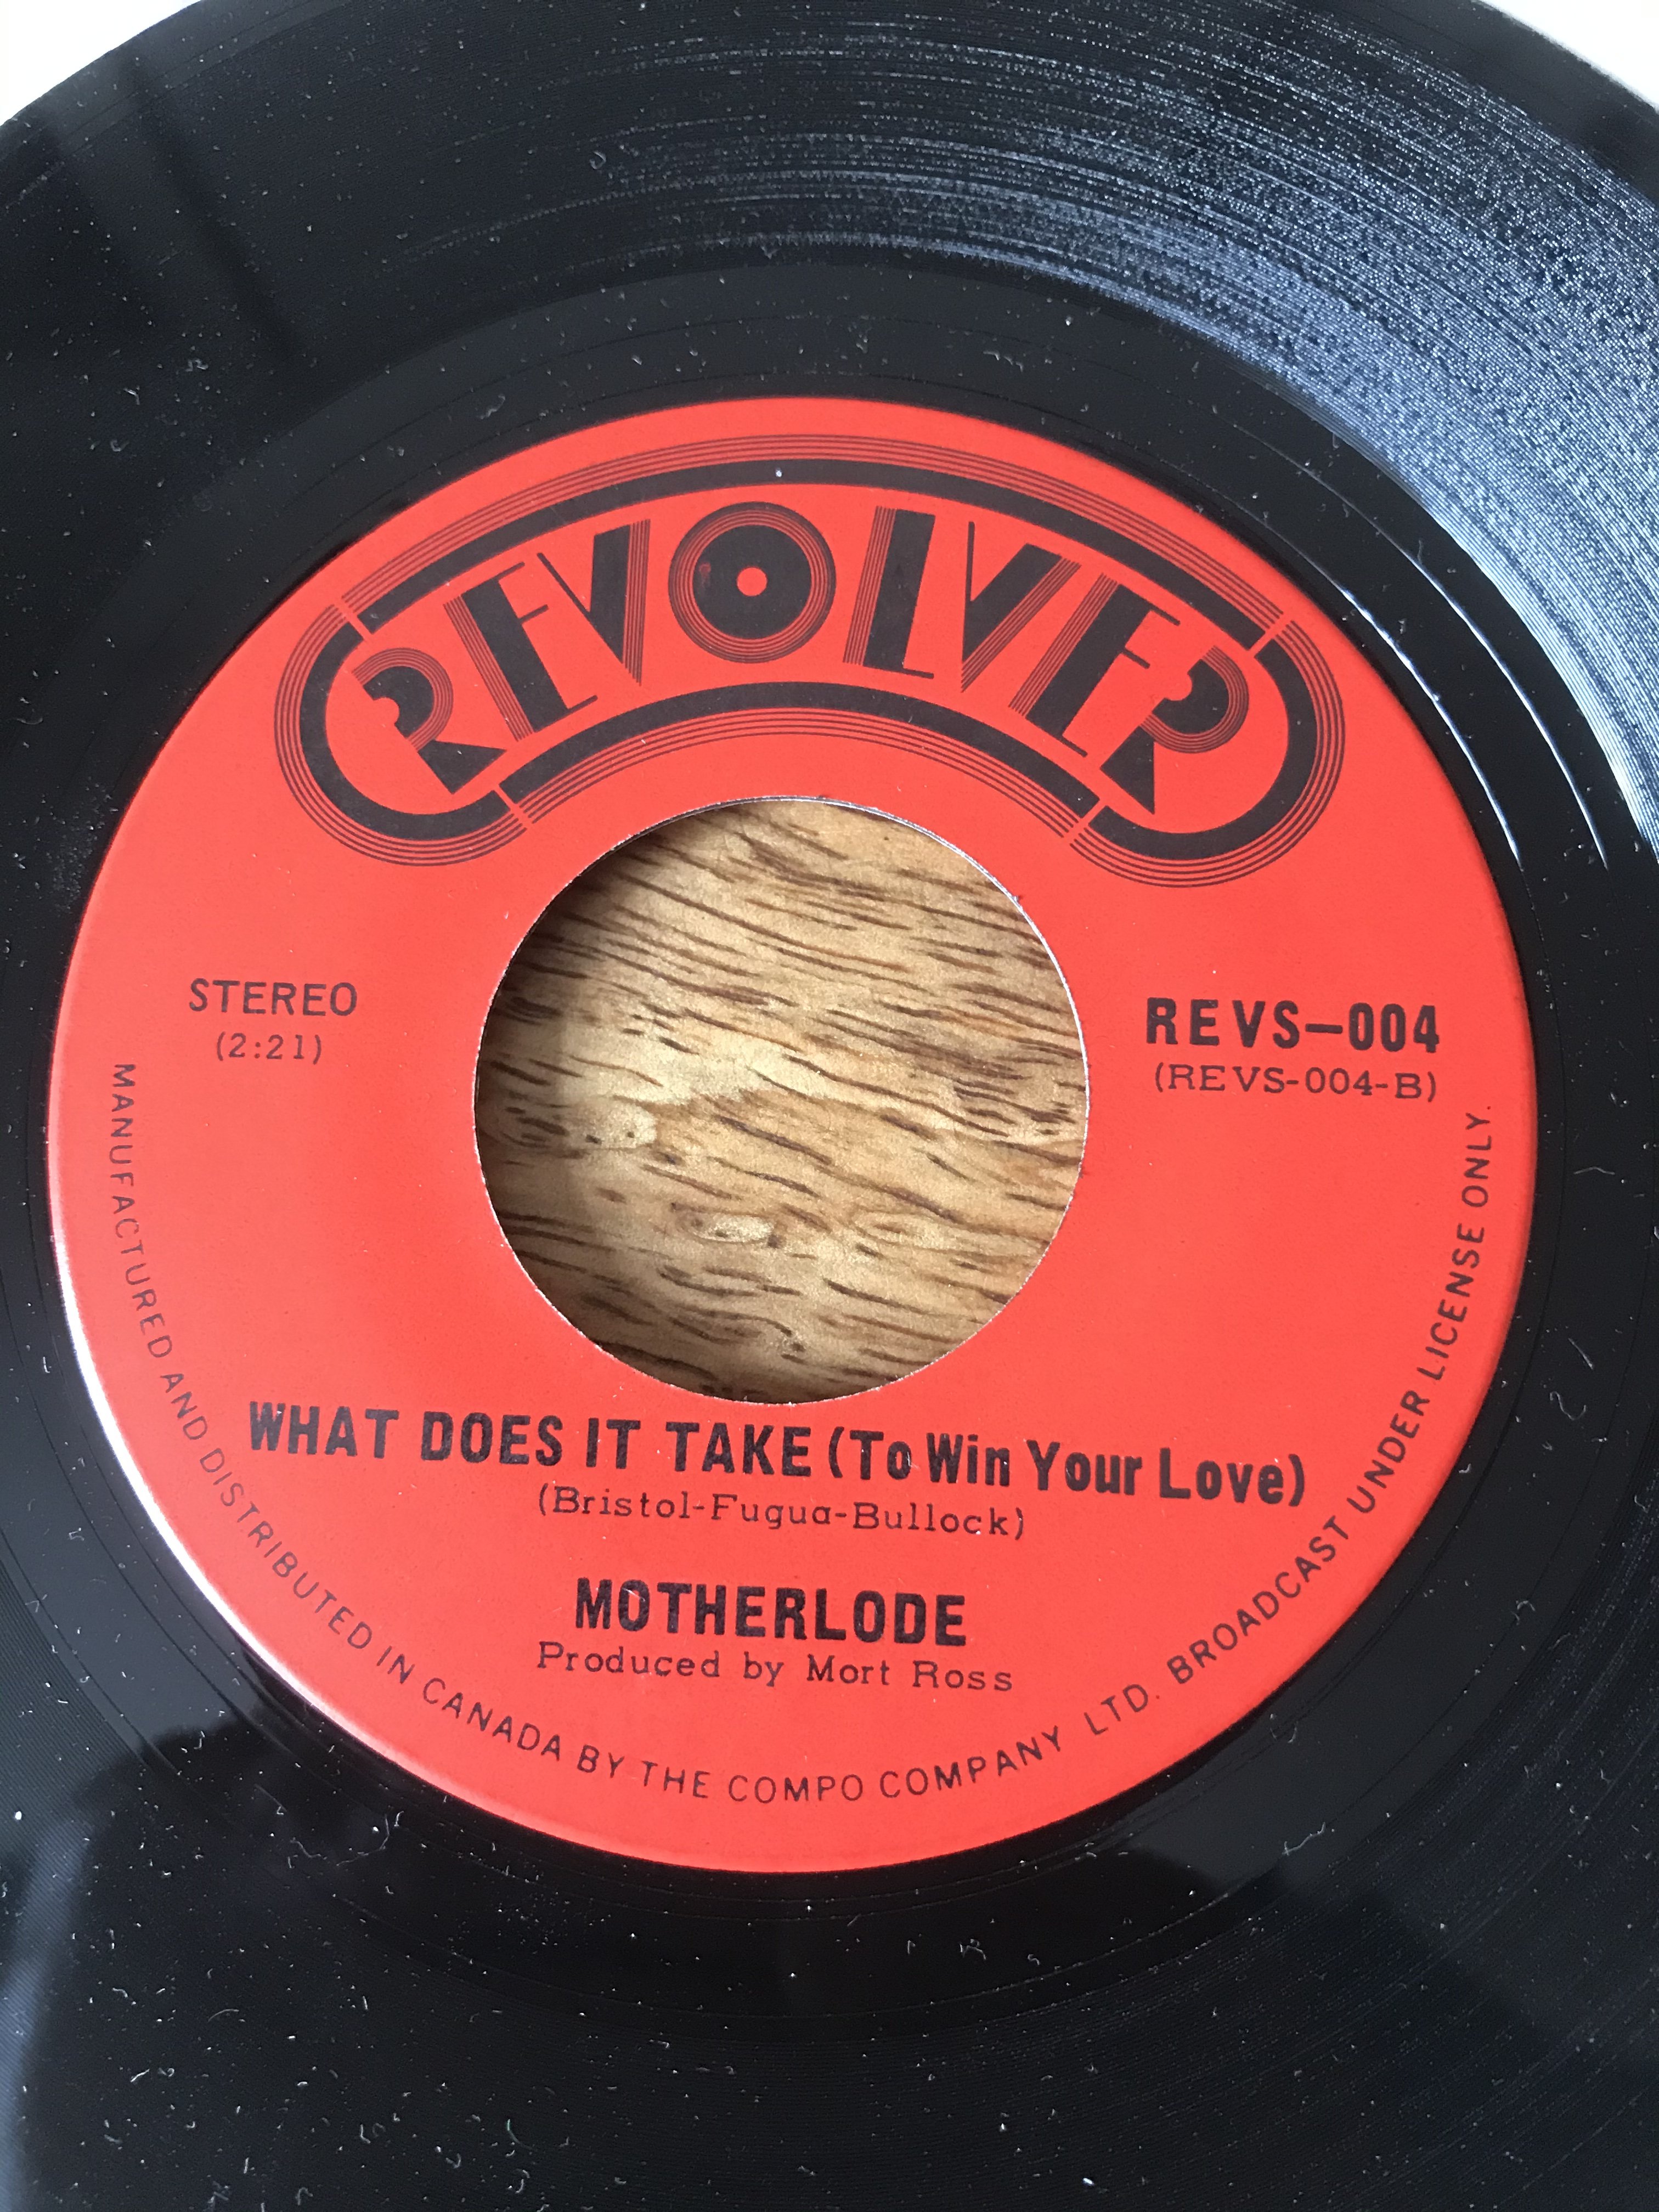 REVOLVER
STEREO
(2:21)
REVS-004
(REVS-004-B)
WHAT DOES IT TAKE (To Win Your Love)
(Bristol-Fugua-Bullock)
MOTHERLODE
Produced by Mort Ross
MANUFACTURED AND DISTRIBUTED IN CANADA BY THE COMPO COMPANY LTD. BROADCAST UNDER LICENSE ONLY.